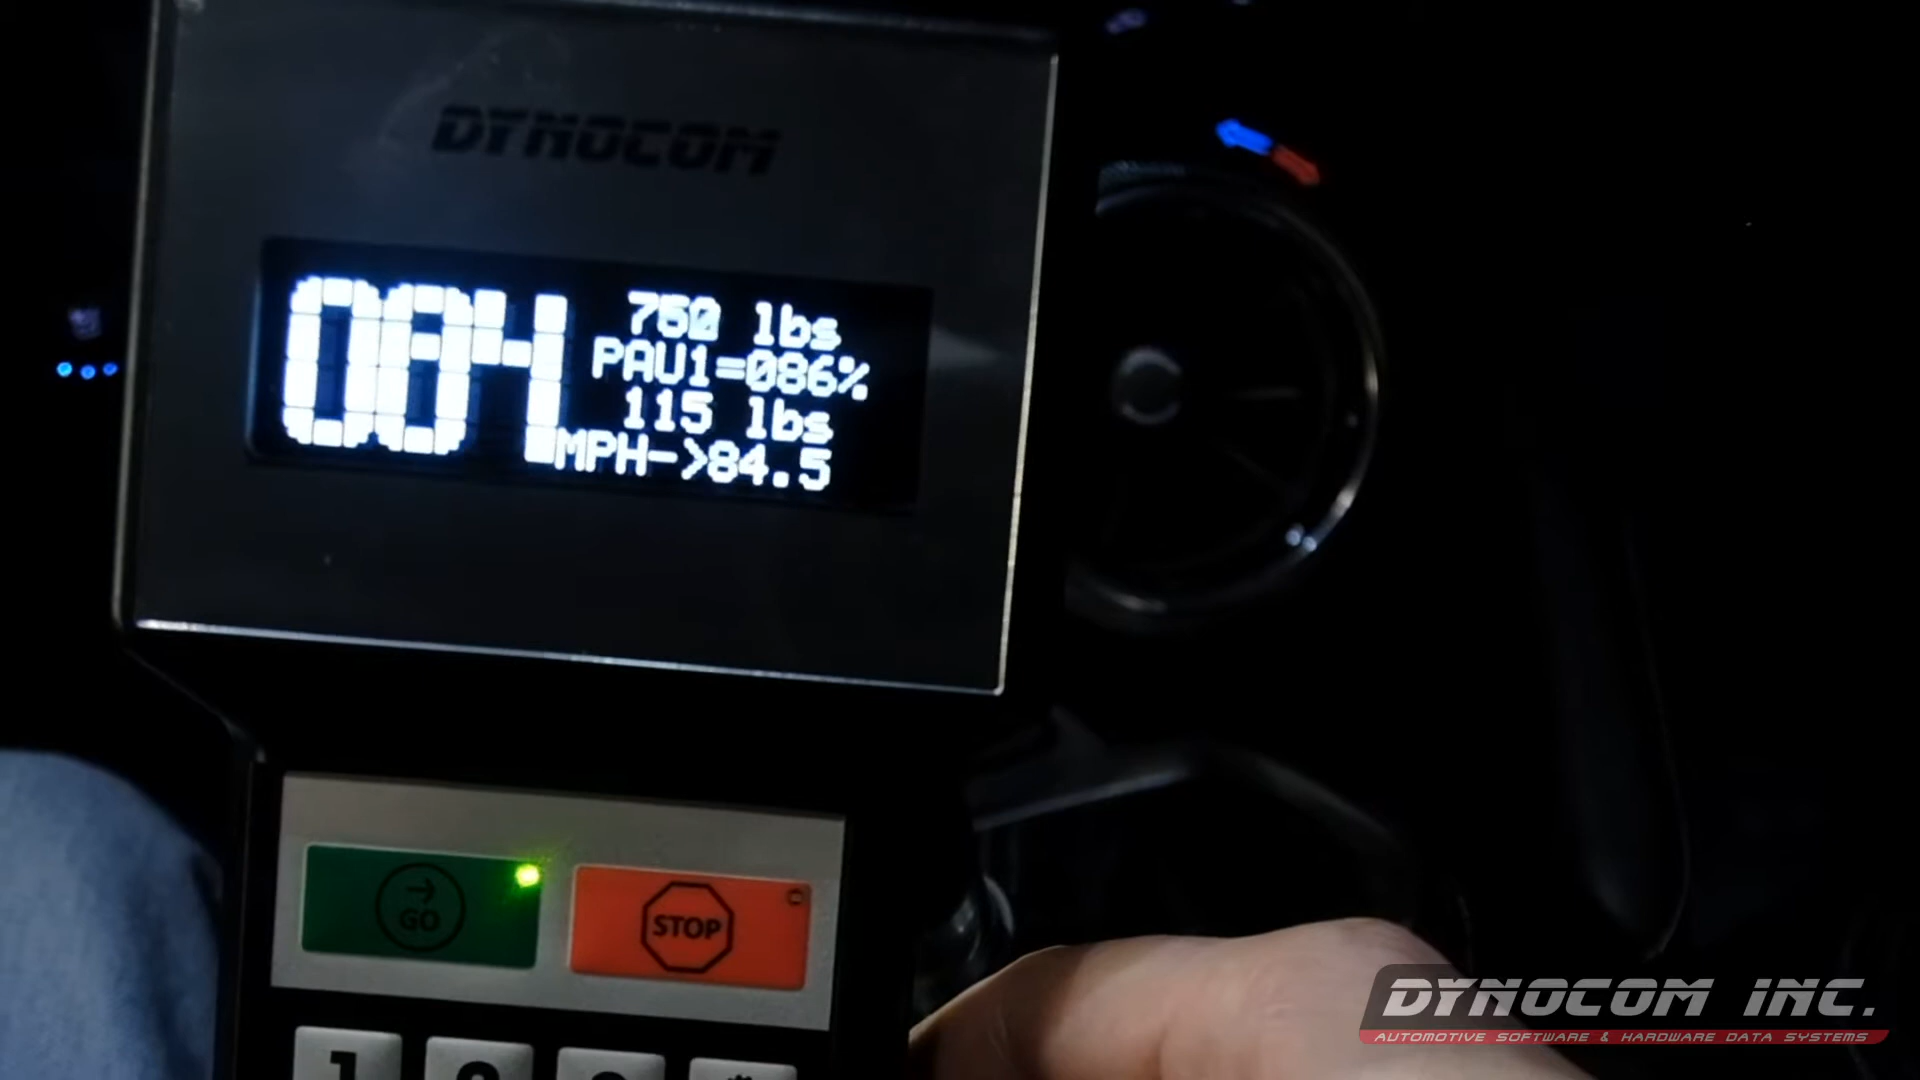 DYNOCOM
084
750 lbs
PAU1=086%
115 lbs
MPH->84.5
GO
STOP
1
DYNOCOM INC.
AUTOMOTIVE SOFTWARE & HARDWARE DATA SYSTEMS